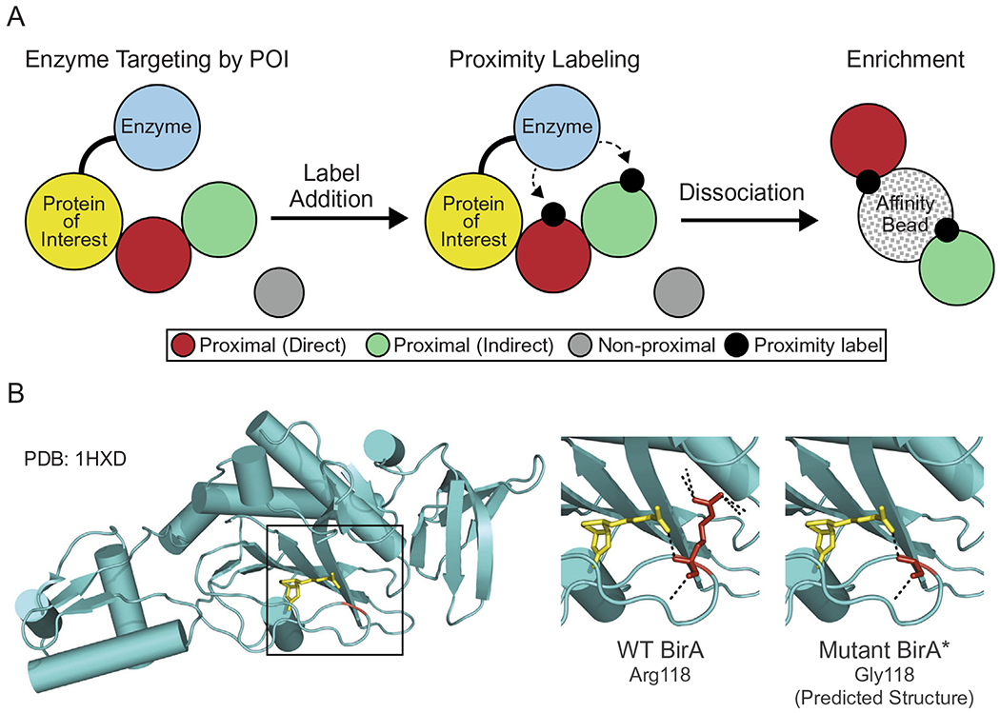 A
Enzyme Targeting by POI
Proximity Labeling
Enrichment
Enzyme
Enzyme
Label
Addition
Dissociation
Protein
of
Interest
Protein
of
Interest
Affinity
Bead
Proximal (Direct)
Proximal (Indirect)
Non-proximal
Proximity label
B
PDB: 1HXD
WT BirA
Arg118
Mutant BirA*
Gly118
(Predicted Structure)